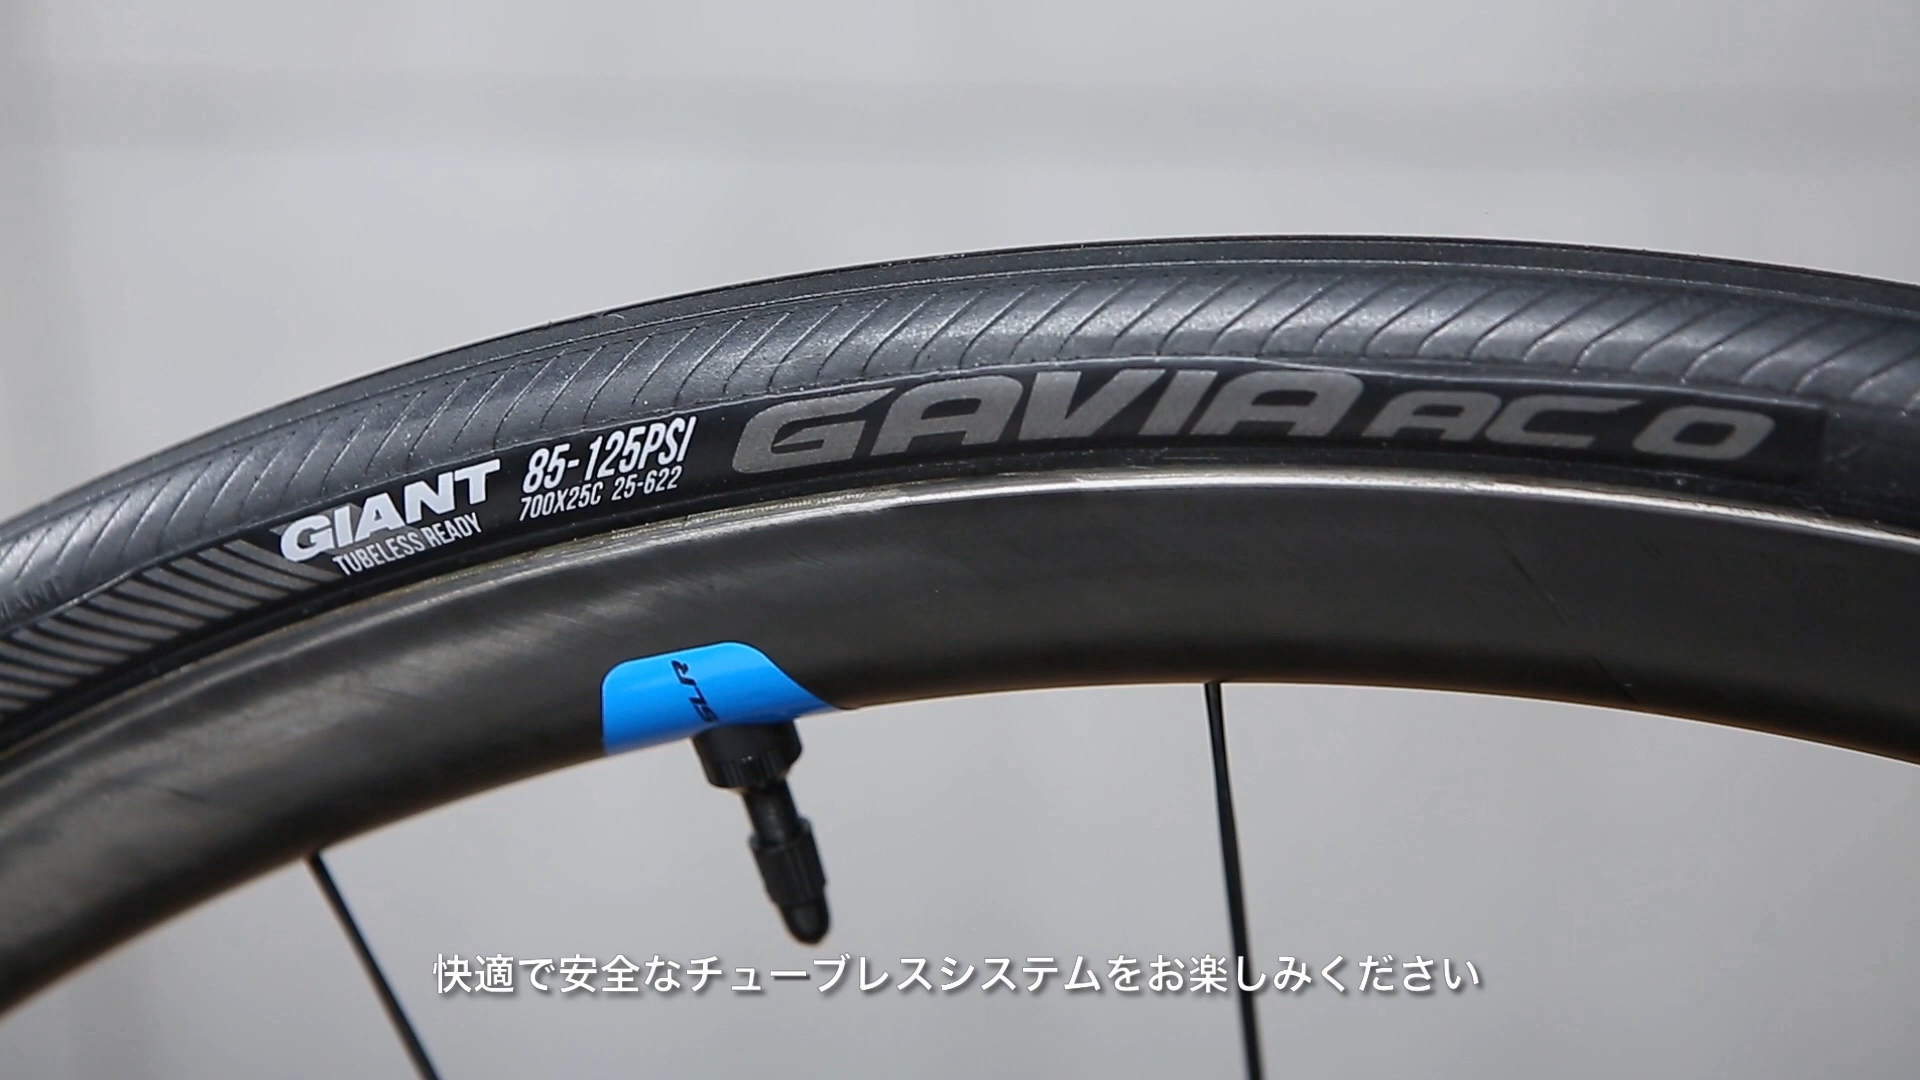 GAVIA AC 0
85-125PSI
700X25C 25-622
GIANT
TUBELESS READY
SLR
快適で安全なチューブレスシステムをお楽しみください